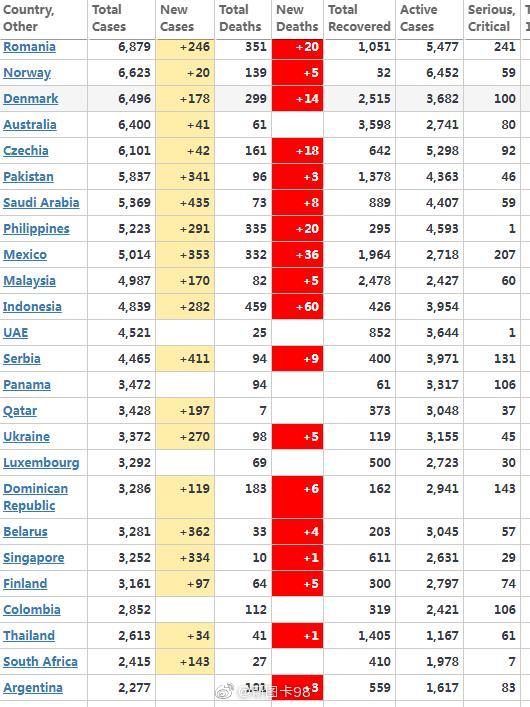 Country, Other Total Cases New Cases Total Deaths New Deaths Total Recovered Active Cases Serious, Critical
Romania 6,879 +246 351 +20 1,051 5,477 241
Norway 6,623 +20 139 +5 32 6,452 59
Denmark 6,496 +178 299 +14 2,515 3,682 100
Australia 6,400 +41 61 3,598 2,741 80
Czechia 6,101 +42 161 +18 642 5,298 92
Pakistan 5,837 +341 96 +3 1,378 4,363 46
Saudi Arabia 5,369 +435 73 +8 889 4,407 59
Philippines 5,223 +291 335 +20 295 4,593 1
Mexico 5,014 +353 332 +36 1,964 2,718 207
Malaysia 4,987 +170 82 +5 2,478 2,427 60
Indonesia 4,839 +282 459 +60 426 3,954
UAE 4,521 25 852 3,644 1
Serbia 4,465 +411 94 +9 400 3,971 131
Panama 3,472 94 61 3,317 106
Qatar 3,428 +197 7 373 3,048 37
Ukraine 3,372 +270 98 +5 119 3,155 45
Luxembourg 3,292 69 500 2,723 30
Dominican Republic 3,286 +119 183 +6 162 2,941 143
Belarus 3,281 +362 33 +4 203 3,045 57
Singapore 3,252 +334 10 +1 611 2,631 29
Finland 3,161 +97 64 +5 300 2,797 74
Colombia 2,852 112 319 2,421 106
Thailand 2,613 +34 41 +1 1,405 1,167 61
South Africa 2,415 +143 27 410 1,978 7
Argentina 2,277 101 +3 559 1,617 83